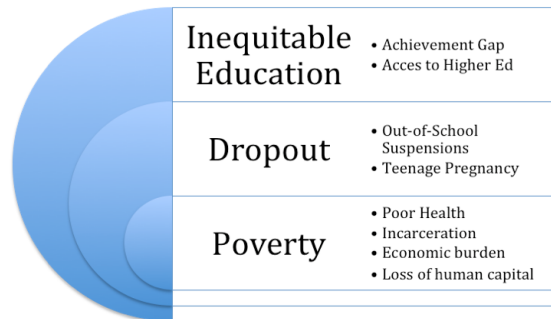 Inequitable
Education
• Achievement Gap
• Acces to Higher Ed
Dropout
• Out-of-School
Suspensions
• Teenage Pregnancy
Poverty
• Poor Health
• Incarceration
• Economic burden
• Loss of human capital